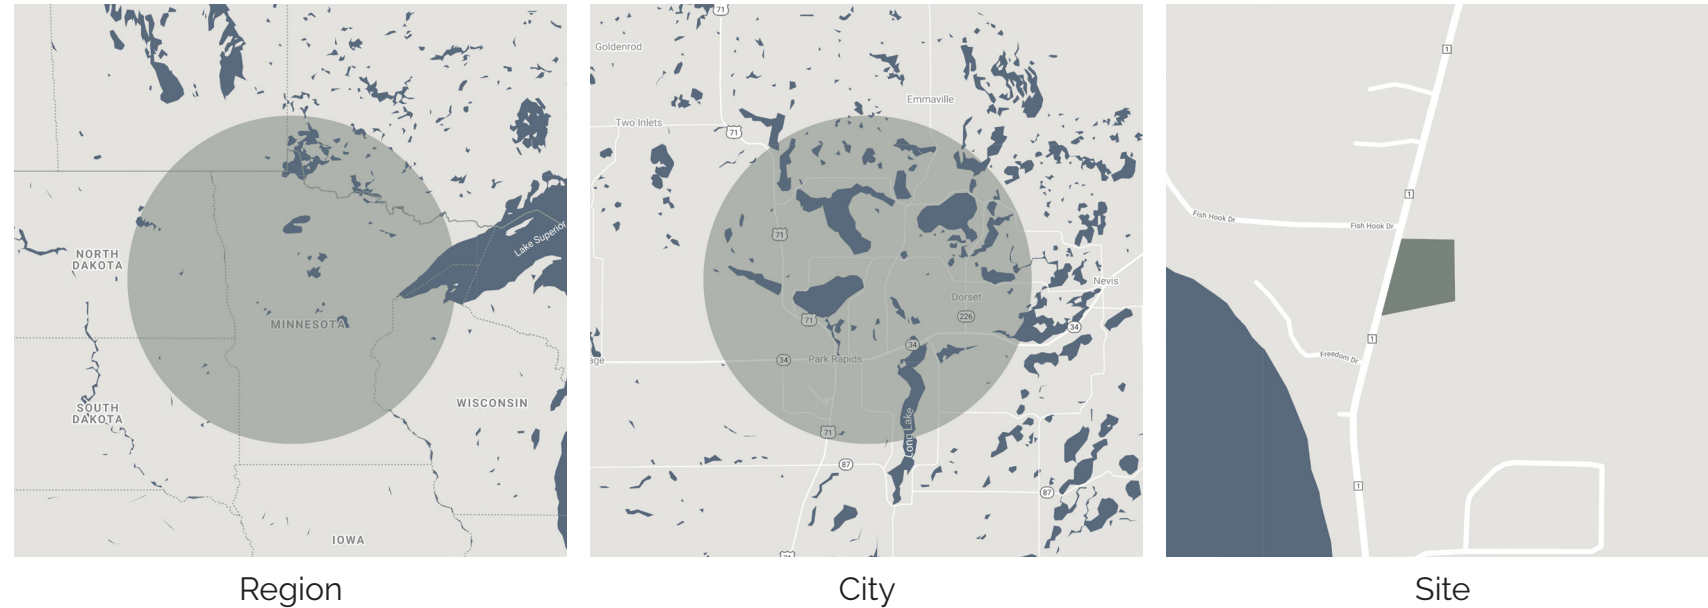 NORTH
DAKOTA
Lake Superior
MINNESOTA
SOUTH
DAKOTA
WISCONSIN
IOWA
Region
71
Goldenrod
Emmaville
Two Inlets
71
71
Nevis
Dorset
71
226
34
34
age
34
Park Rapids
Long Lake
71
87
87
71
City
1
1
Fish Hook Dr
Fish Hook Dr
1
Freedom Dr
1
Site